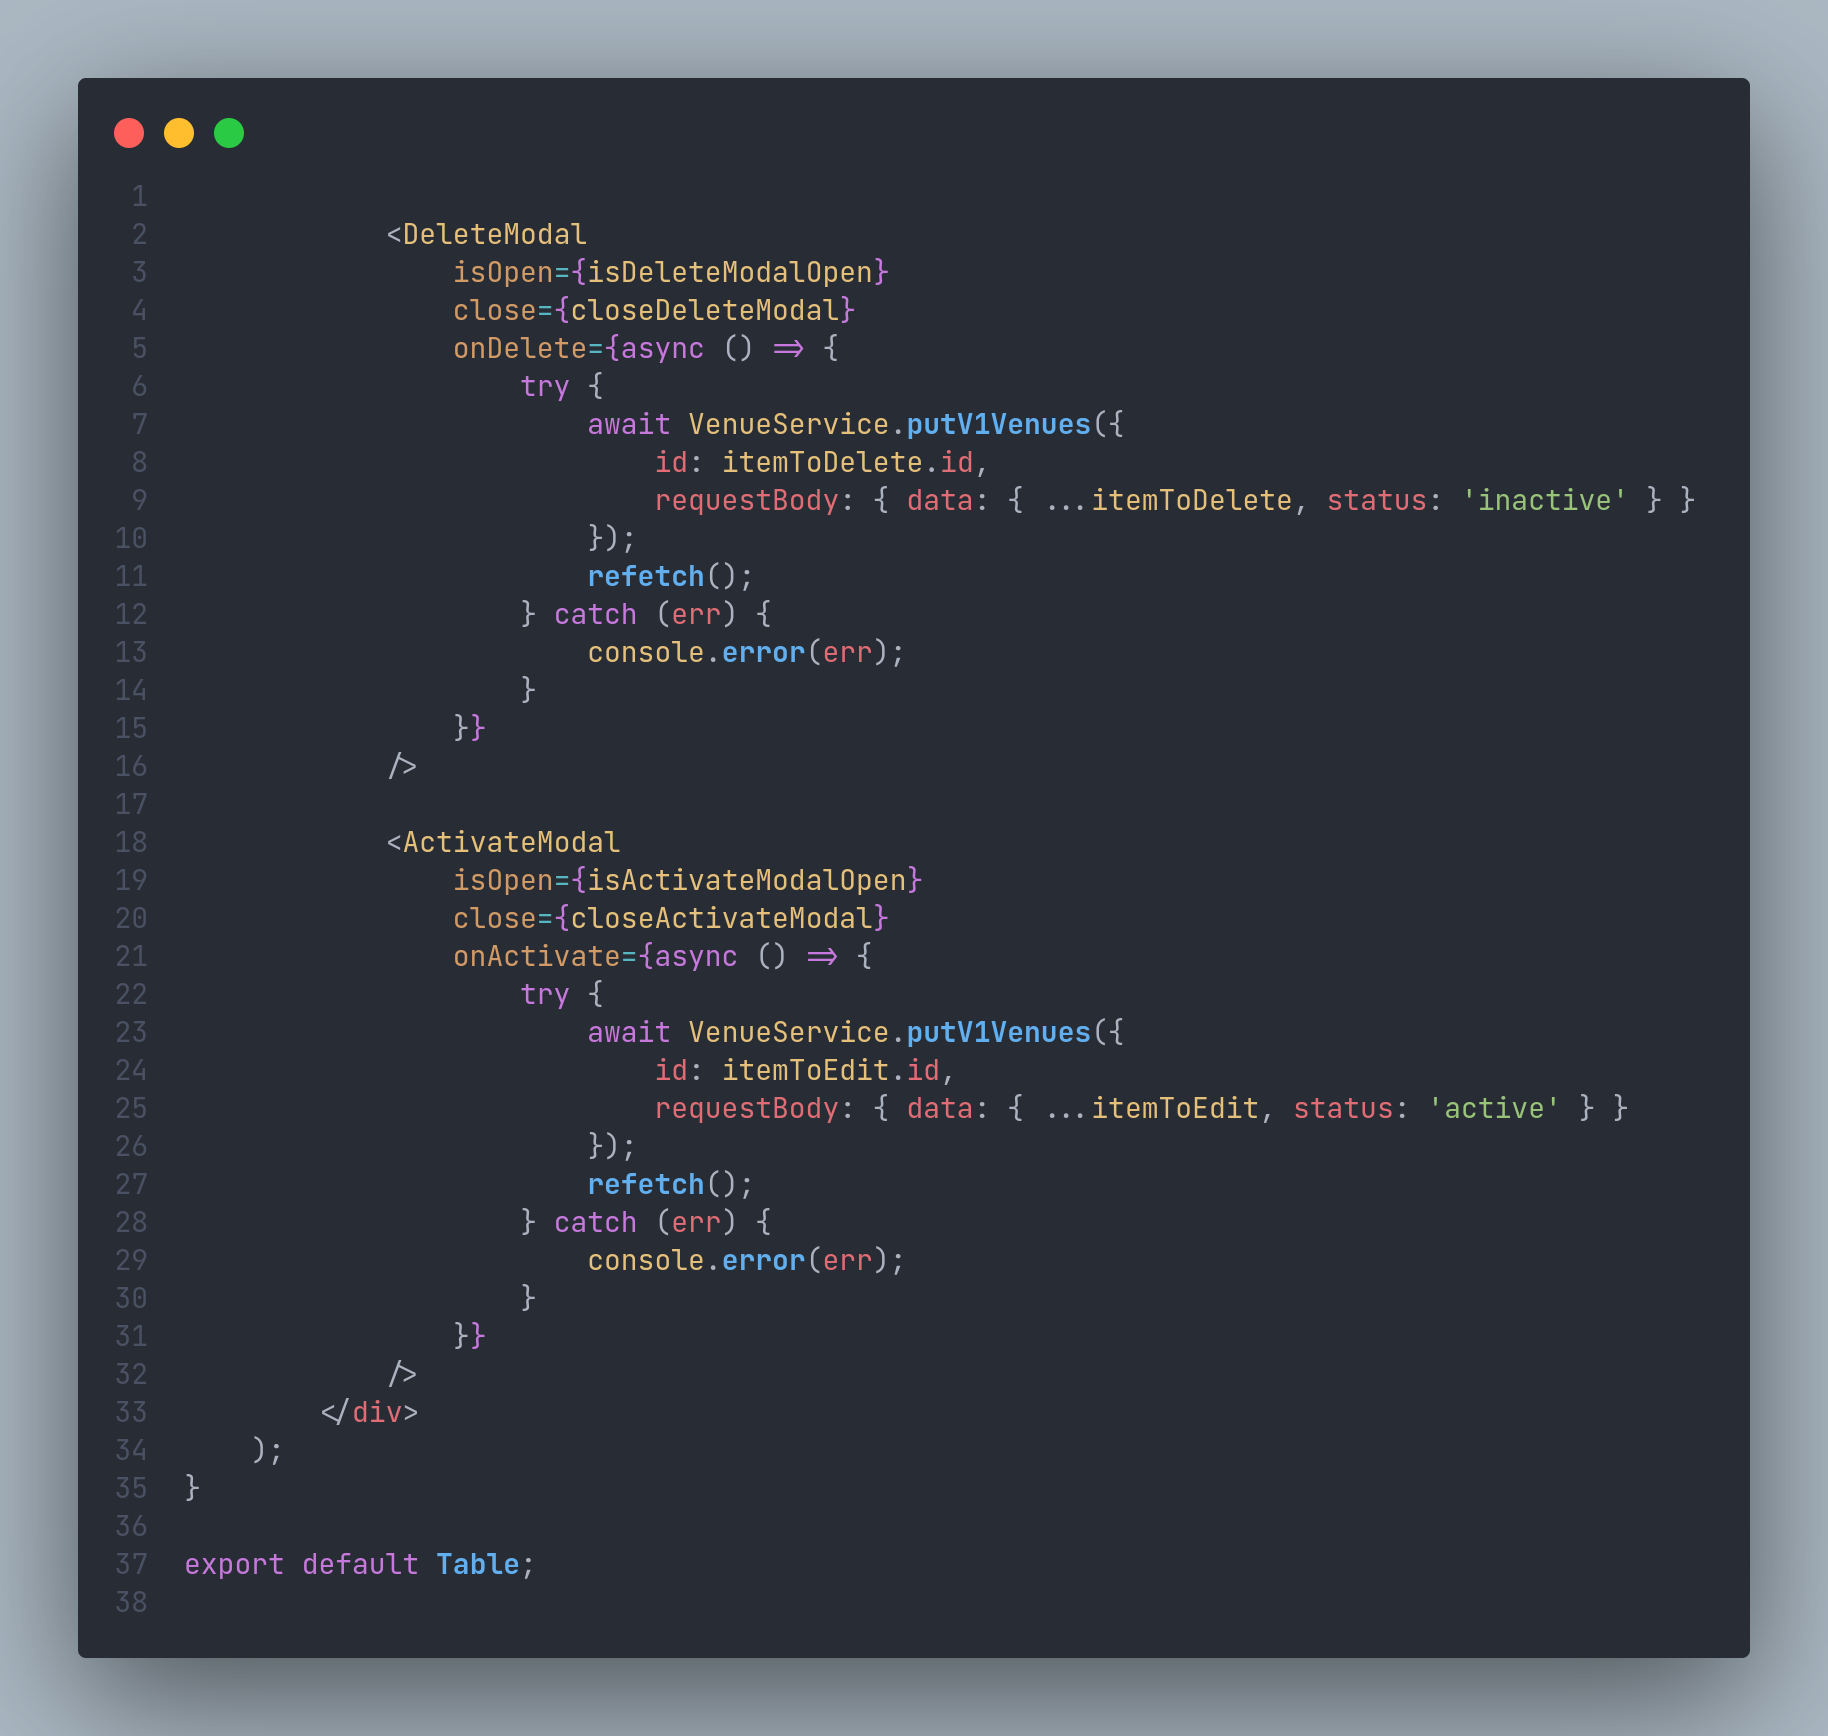 1
2 <DeleteModal
3 isOpen={isDeleteModalOpen}
4 close={closeDeleteModal}
5 onDelete={async () => {
6 try {
7 await VenueService.putV1Venues({
8 id: itemToDelete.id,
9 requestBody: { data: { ...itemToDelete, status: 'inactive' } }
10 });
11 refetch();
12 } catch (err) {
13 console.error(err);
14 }
15 }}
16 />
17
18 <ActivateModal
19 isOpen={isActivateModalOpen}
20 close={closeActivateModal}
21 onActivate={async () => {
22 try {
23 await VenueService.putV1Venues({
24 id: itemToEdit.id,
25 requestBody: { data: { ...itemToEdit, status: 'active' } }
26 });
27 refetch();
28 } catch (err) {
29 console.error(err);
30 }
31 }}
32 />
33 </div>
34 );
35 }
36
37 export default Table;
38